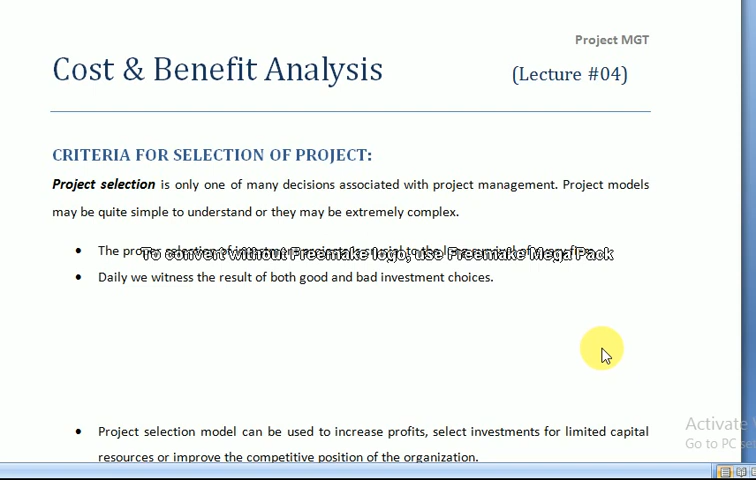 Project MGT
Cost & Benefit Analysis (Lecture #04)
CRITERIA FOR SELECTION OF PROJECT:
Project selection is only one of many decisions associated with project management. Project models
may be quite simple to understand or they may be extremely complex.
• The
To convert without Freemake logo, use Freemake Mega Pack
• Daily we witness the result of both good and bad investment choices.
• Project selection model can be used to increase profits, select investments for limited capital
resources or improve the competitive position of the organization.
Activate
Go to PC